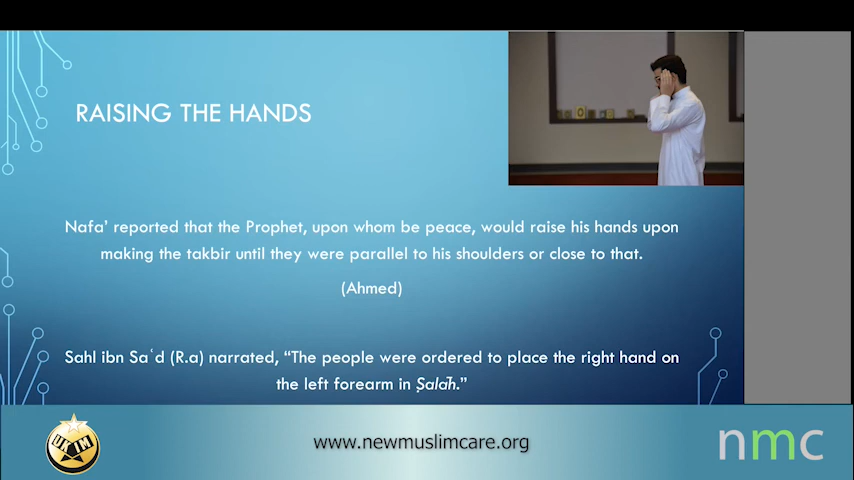 RAISING THE HANDS
Nafa’ reported that the Prophet, upon whom be peace, would raise his hands upon
making the takbir until they were parallel to his shoulders or close to that.
(Ahmed)
Sahl ibn Saʿd (R.a) narrated, “The people were ordered to place the right hand on
the left forearm in Ṣalāh.”
UKIM
www.newmuslimcare.org
nmc